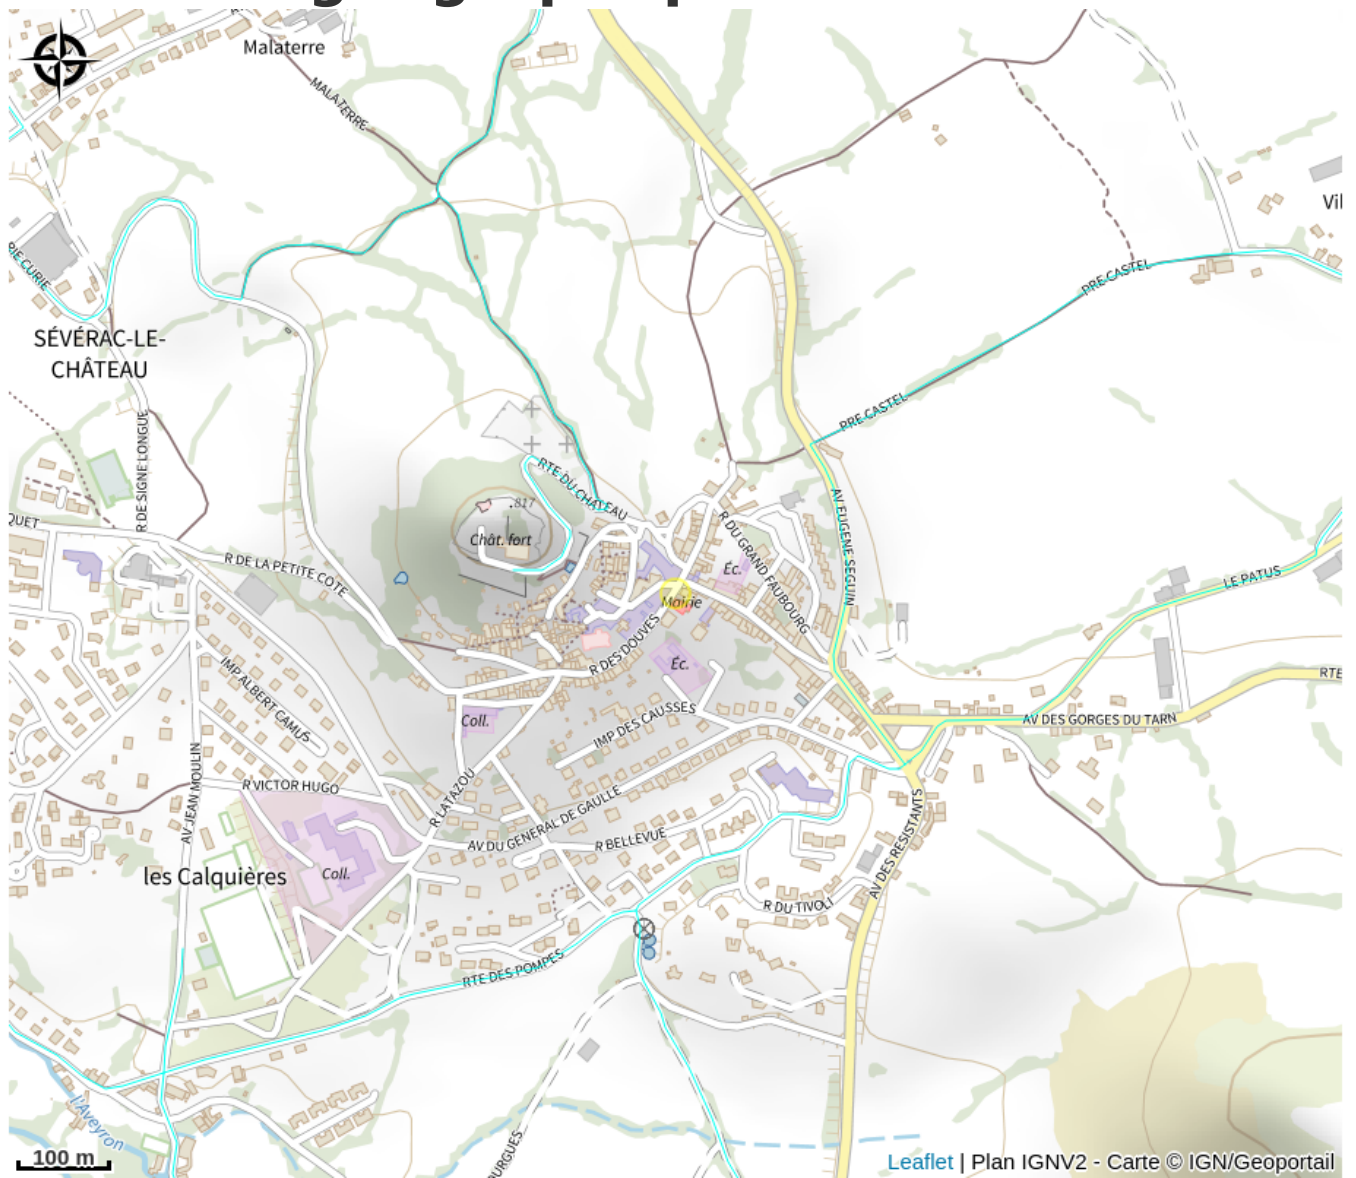 Malaterre
MALATERRE
Vil
RIE CURIE
PRE CASTEL
SÉVÉRAC-LE-
CHÂTEAU
PRE CASTEL
R DE SIGNE LONGUE
QUET
RTE DU CHATEAU
.817
Chât. fort
R DU GRAND FAUBOURG
AV EUGENE SEGUIN
R DE LA PETITE COTE
Éc.
LE PATUS
Mairie
R DES DOUVES
Éc.
RTE
IMP ALBERT CAMUS
Coll.
IMP DES CAUSSES
AV DES GORGES DU TARN
AV JEAN MOULIN
R VICTOR HUGO
R LATAZOU
AV DU GENERAL DE GAULLE
R BELLEVUE
AV DES RESISTANTS
les Calquières
Coll.
R DU TIVOLI
RTE DES POMPES
l'Aveyron
OURGUES
100 m
Leaflet | Plan IGNV2 - Carte © IGN/Geoportail